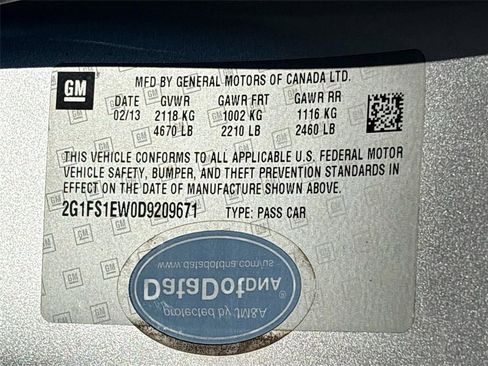 GM
MFD BY GENERAL MOTORS OF CANADA LTD.
DATE GVWR GAWR FRT GAWR RR
02/13 2118 KG 1002 KG 1116 KG
4670 LB 2210 LB 2460 LB
THIS VEHICLE CONFORMS TO ALL APPLICABLE U.S. FEDERAL MOTOR
VEHICLE SAFETY, BUMPER, AND THEFT PREVENTION STANDARDS IN
EFFECT ON THE DATE OF MANUFACTURE SHOWN ABOVE.
2G1FS1EW0D9209671 TYPE: PASS CAR
protected by JM&A
DataDotDNA®
www.datadotdna.com/us